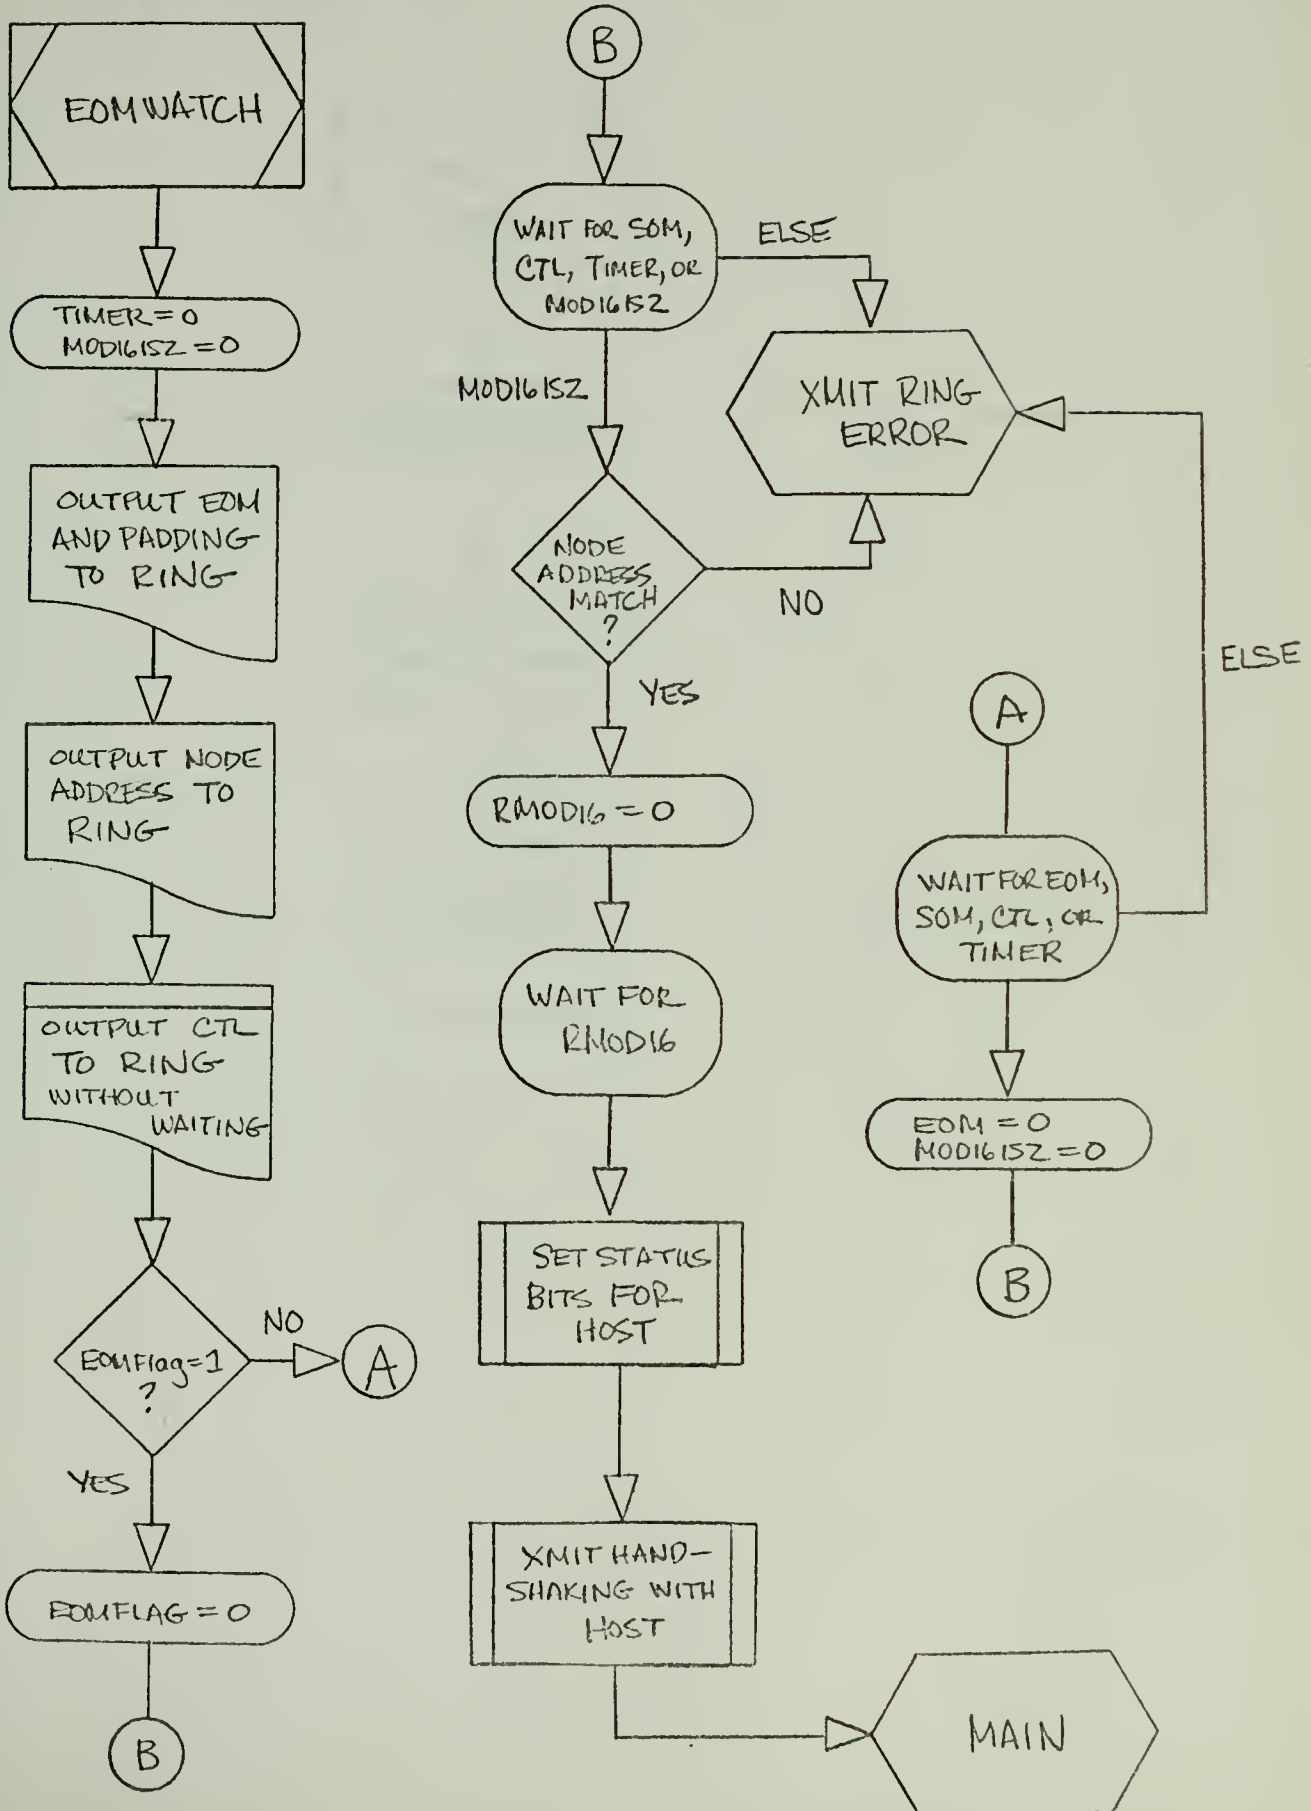 EOMWATCH
TIMER=0
MOD16ISZ=0
OUTPUT EOM
AND PADDING
TO RING
OUTPUT NODE
ADDRESS TO
RING
OUTPUT CTL
TO RING
WITHOUT
WAITING
EOMFlag=1
?
NO
A
YES
EOMFLAG=0
B
B
WAIT FOR SOM,
CTL, TIMER, OR
MOD16ISZ
ELSE
MOD16ISZ
XMIT RING
ERROR
NODE
ADDRESS
MATCH
?
NO
YES
RMOD16=0
WAIT FOR
RMOD16
SET STATUS
BITS FOR
HOST
XMIT HAND-
SHAKING WITH
HOST
MAIN
ELSE
A
WAIT FOR EOM,
SOM, CTL, OR
TIMER
EOM=0
MOD16ISZ=0
B